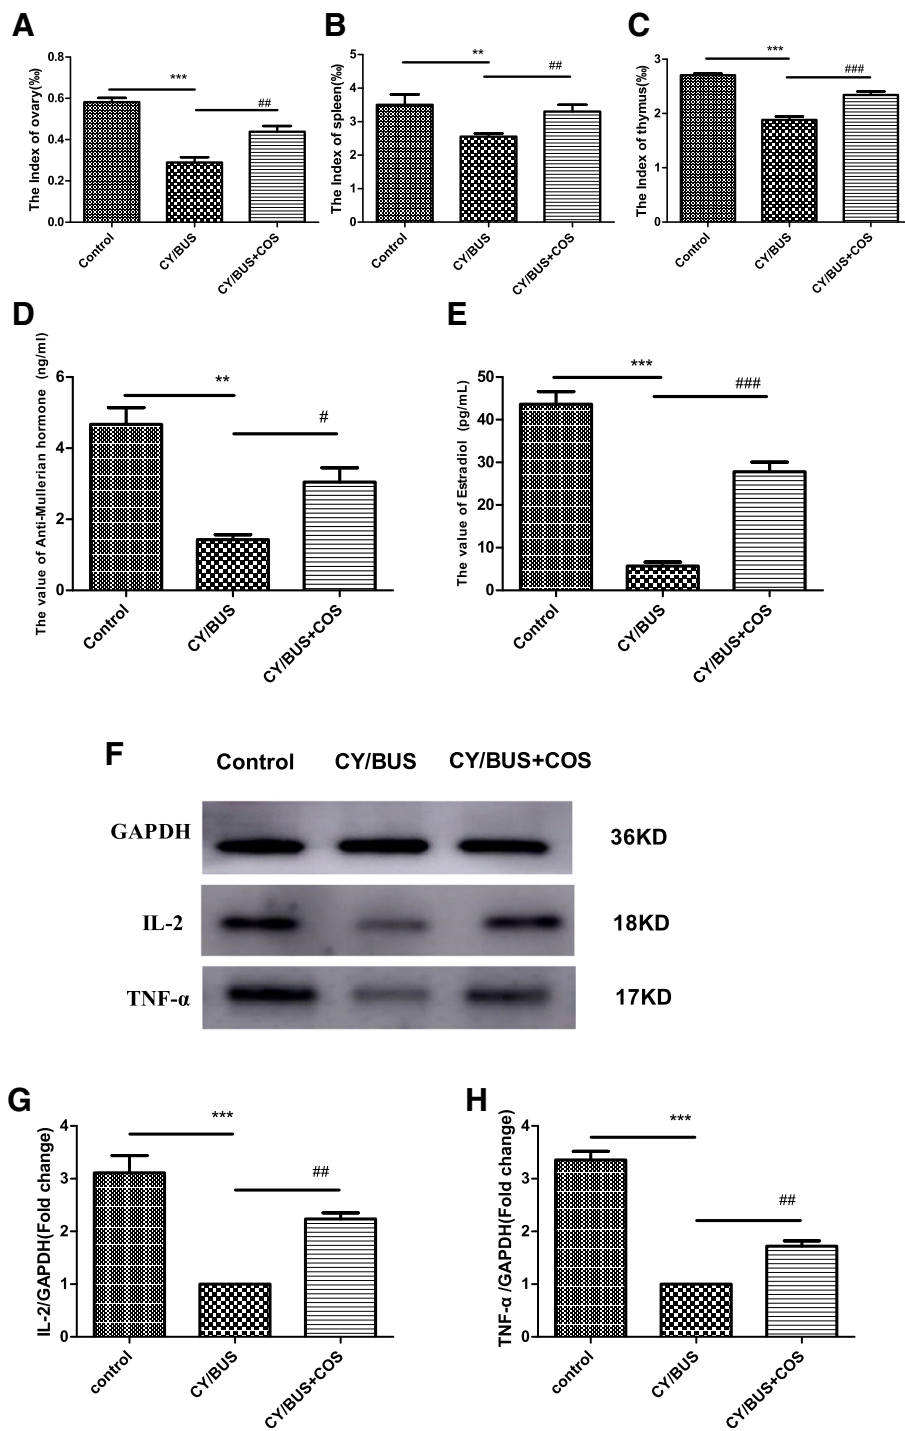 A
The Index of ovary(‰)
0.8
0.6
0.4
0.2
0.0
***
##
Control
CY/BUS
CY/BUS+COS
B
The Index of spleen(‰)
5
4
3
2
1
0
**
##
Control
CY/BUS
CY/BUS+COS
C
The Index of thymus(‰)
3
2
1
0
***
###
Control
CY/BUS
CY/BUS+COS
D
The value of Anti-Mullerian hormone (ng/ml)
6
4
2
0
**
#
Control
CY/BUS
CY/BUS+COS
E
The value of Estradiol (pg/mL)
50
40
30
20
10
0
***
###
Control
CY/BUS
CY/BUS+COS
F
Control CY/BUS CY/BUS+COS
GAPDH 36KD
IL-2 18KD
TNF-α 17KD
G
IL-2/GAPDH(Fold change)
4
3
2
1
0
***
##
control
CY/BUS
CY/BUS+COS
H
TNF-α /GAPDH(Fold change)
4
3
2
1
0
***
##
control
CY/BUS
CY/BUS+COS